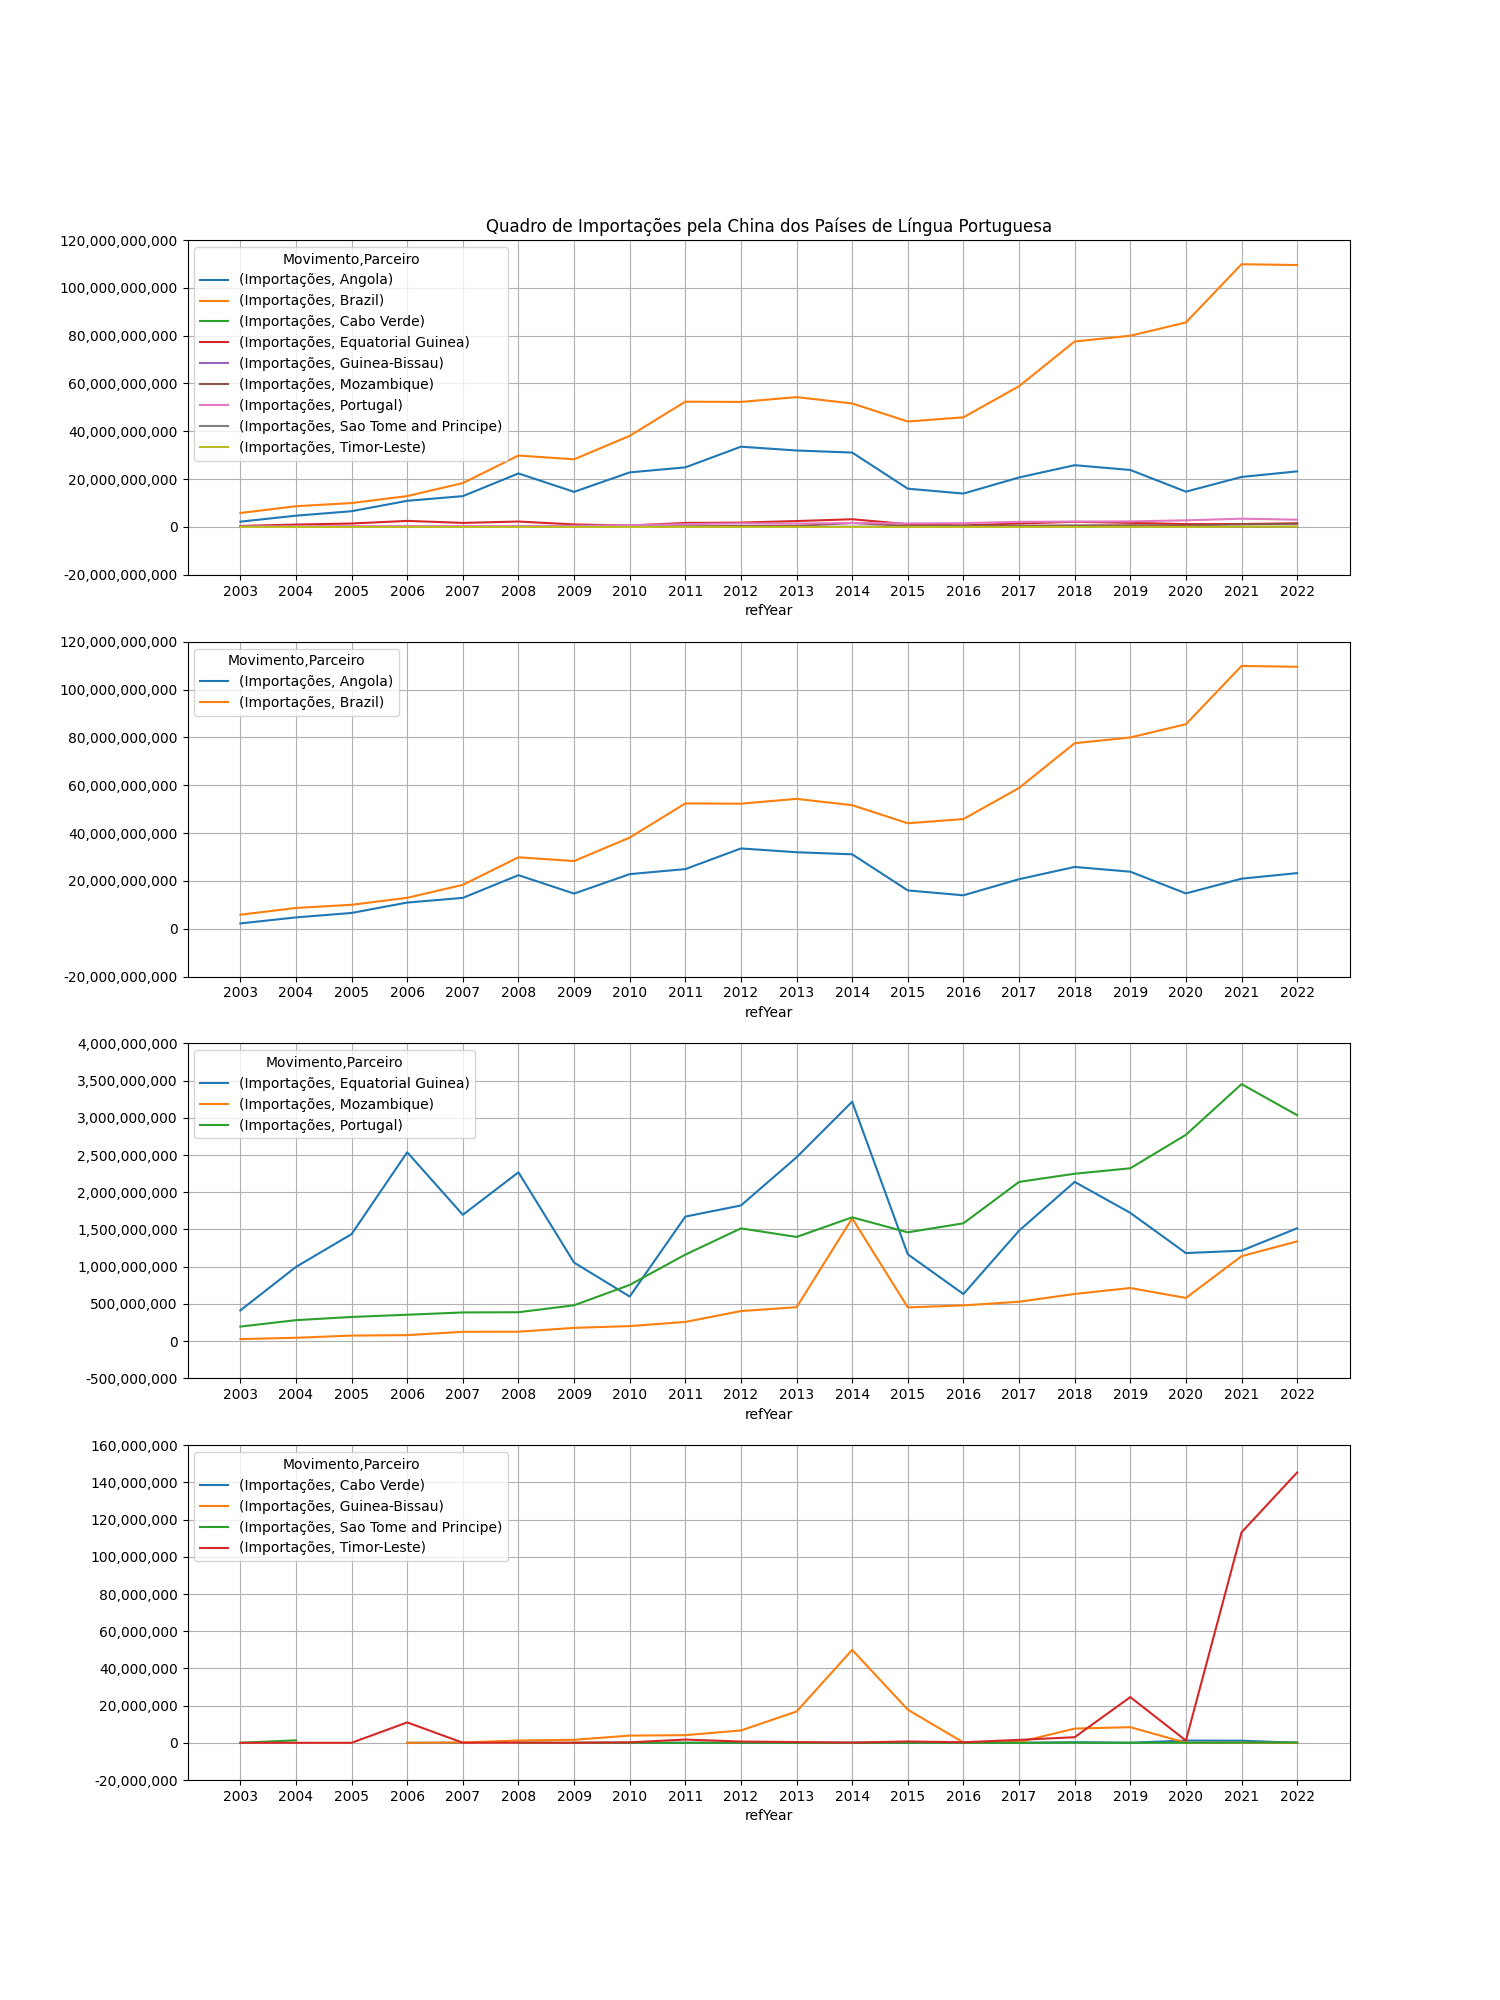 Quadro de Importações pela China dos Países de Língua Portuguesa
120,000,000,000
100,000,000,000
80,000,000,000
60,000,000,000
40,000,000,000
20,000,000,000
0
-20,000,000,000
Movimento,Parceiro
(Importações, Angola)
(Importações, Brazil)
(Importações, Cabo Verde)
(Importações, Equatorial Guinea)
(Importações, Guinea-Bissau)
(Importações, Mozambique)
(Importações, Portugal)
(Importações, Sao Tome and Principe)
(Importações, Timor-Leste)
2003 2004 2005 2006 2007 2008 2009 2010 2011 2012 2013 2014 2015 2016 2017 2018 2019 2020 2021 2022
refYear
120,000,000,000
100,000,000,000
80,000,000,000
60,000,000,000
40,000,000,000
20,000,000,000
0
-20,000,000,000
Movimento,Parceiro
(Importações, Angola)
(Importações, Brazil)
2003 2004 2005 2006 2007 2008 2009 2010 2011 2012 2013 2014 2015 2016 2017 2018 2019 2020 2021 2022
refYear
4,000,000,000
3,500,000,000
3,000,000,000
2,500,000,000
2,000,000,000
1,500,000,000
1,000,000,000
500,000,000
0
-500,000,000
Movimento,Parceiro
(Importações, Equatorial Guinea)
(Importações, Mozambique)
(Importações, Portugal)
2003 2004 2005 2006 2007 2008 2009 2010 2011 2012 2013 2014 2015 2016 2017 2018 2019 2020 2021 2022
refYear
160,000,000
140,000,000
120,000,000
100,000,000
80,000,000
60,000,000
40,000,000
20,000,000
0
-20,000,000
Movimento,Parceiro
(Importações, Cabo Verde)
(Importações, Guinea-Bissau)
(Importações, Sao Tome and Principe)
(Importações, Timor-Leste)
2003 2004 2005 2006 2007 2008 2009 2010 2011 2012 2013 2014 2015 2016 2017 2018 2019 2020 2021 2022
refYear